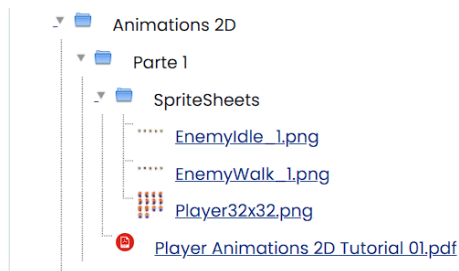 Animations 2D
Parte 1
SpriteSheets
EnemyIdle_1.png
EnemyWalk_1.png
Player32x32.png
Player Animations 2D Tutorial 01.pdf